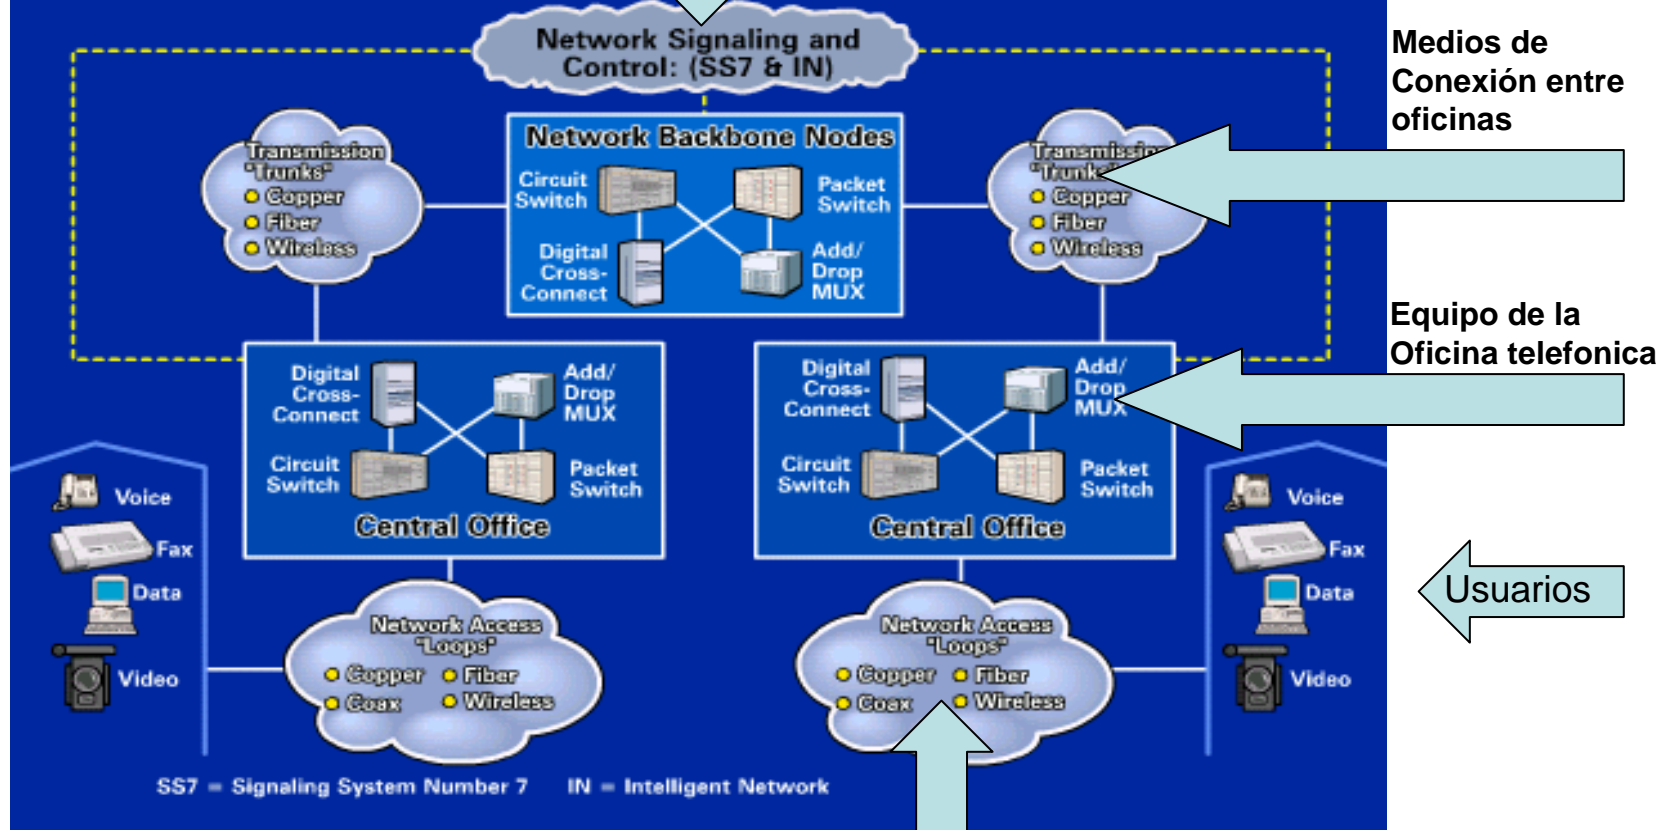 Network Signaling and
Control: (SS7 & IN)
Medios de
Conexión entre
oficinas
Transmission
"Trunks"
Copper
Fiber
Wireless
Network Backbone Nodes
Circuit
Switch
Packet
Switch
Digital
Cross-
Connect
Add/
Drop
MUX
Transmission
"Trunks"
Copper
Fiber
Wireless
Equipo de la
Oficina telefonica
Digital
Cross-
Connect
Add/
Drop
MUX
Circuit
Switch
Packet
Switch
Central Office
Digital
Cross-
Connect
Add/
Drop
MUX
Circuit
Switch
Packet
Switch
Central Office
Voice
Fax
Data
Video
Voice
Fax
Data
Video
Usuarios
Network Access
"Loops"
Copper
Fiber
Coax
Wireless
Network Access
"Loops"
Copper
Fiber
Coax
Wireless
SS7 = Signaling System Number 7
IN = Intelligent Network